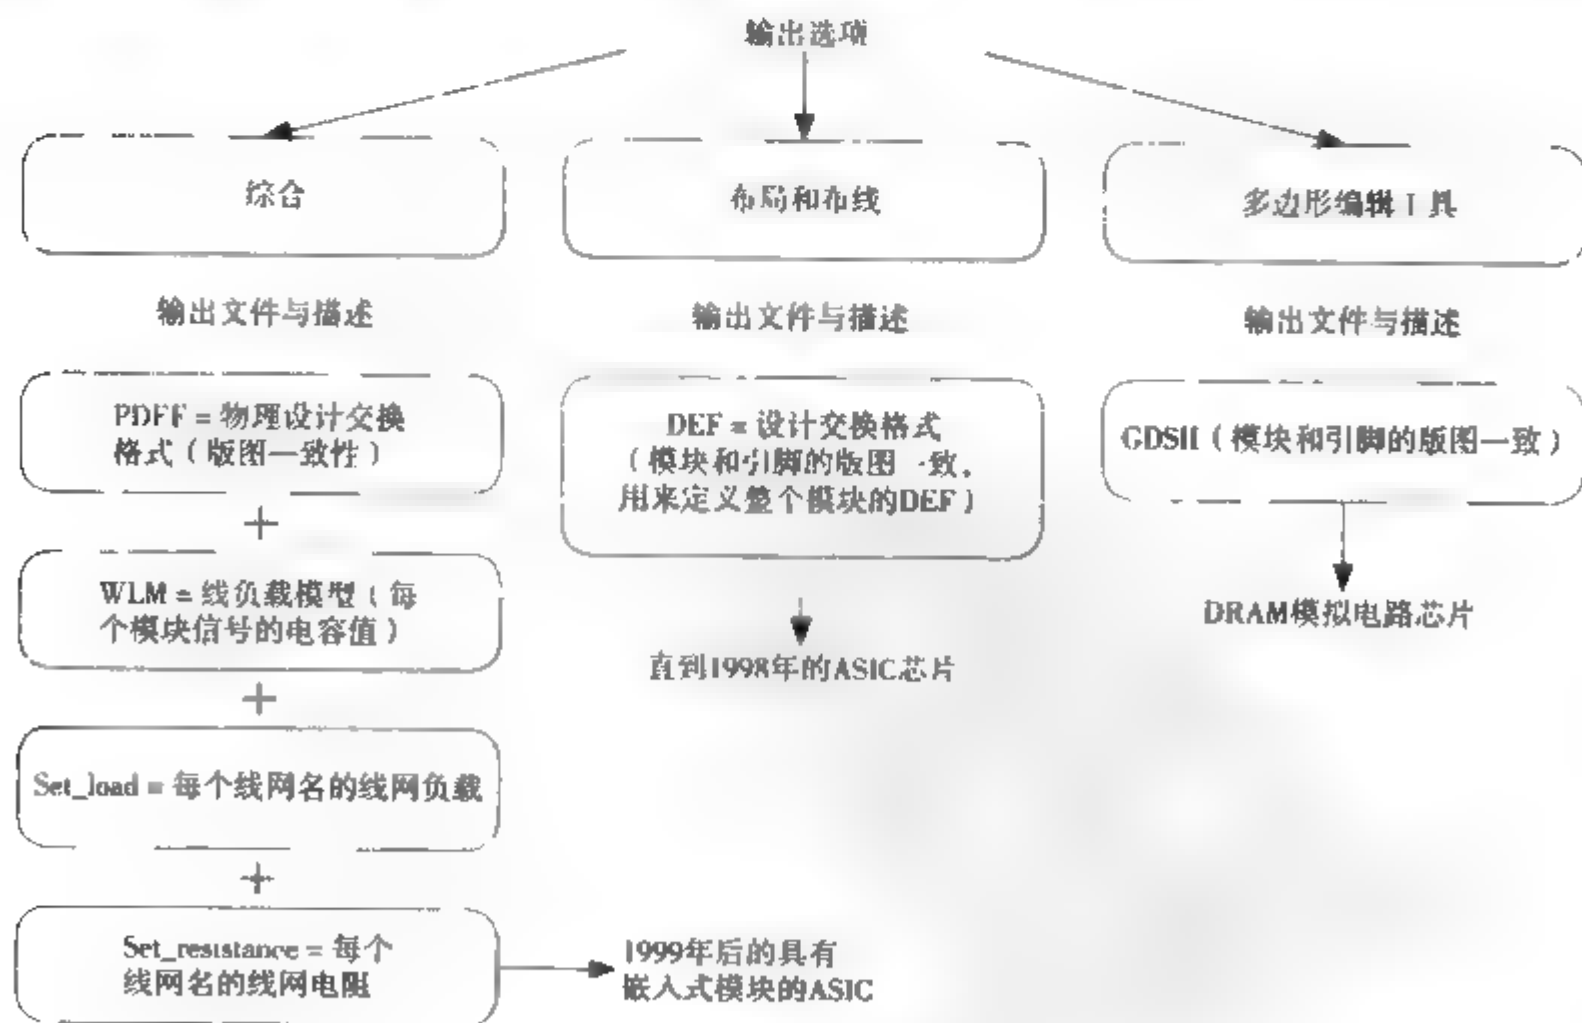 输出选项
综合
布局和布线
多边形编辑工具
输出文件与描述
输出文件与描述
输出文件与描述
PDFF = 物理设计交换
格式（版图一致性）
DEF = 设计交换格式
（模块和引脚的版图一致，
用来定义整个模块的DEF）
GDSII（模块和引脚的版图一致）
+
WLM = 线负载模型（每
个模块信号的电容值）
DRAM模拟电路芯片
直到1998年的ASIC芯片
+
Set_load = 每个线网名的线网负载
+
Set_resistance = 每个
线网名的线网电阻
1999年后的具有
嵌入式模块的ASIC